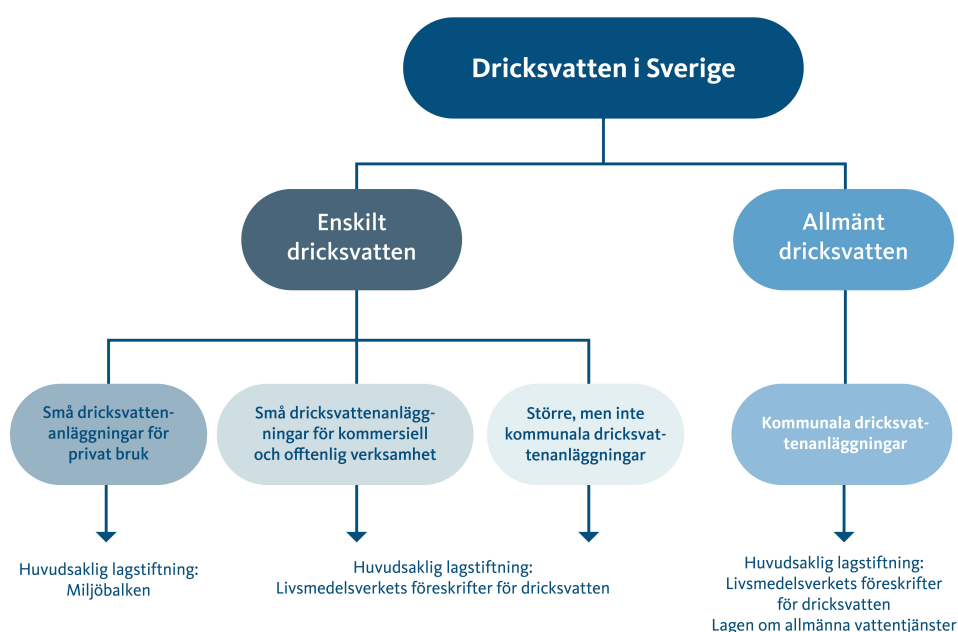 Dricksvatten i Sverige
Enskilt
dricksvatten
Allmänt
dricksvatten
Små dricksvatten-
anläggningar för
privat bruk
Små dricksvattenanlägg-
ningar för kommersiell
och offtenlig verksamhet
Större, men inte
kommunala dricksvat-
tenanläggningar
Kommunala dricksvat-
tenanläggningar
Huvudsaklig lagstiftning:
Miljöbalken
Huvudsaklig lagstiftning:
Livsmedelsverkets föreskrifter för dricksvatten
Huvudsaklig lagstiftning:
Livsmedelsverkets föreskrifter
för dricksvatten
Lagen om allmänna vattentjänster